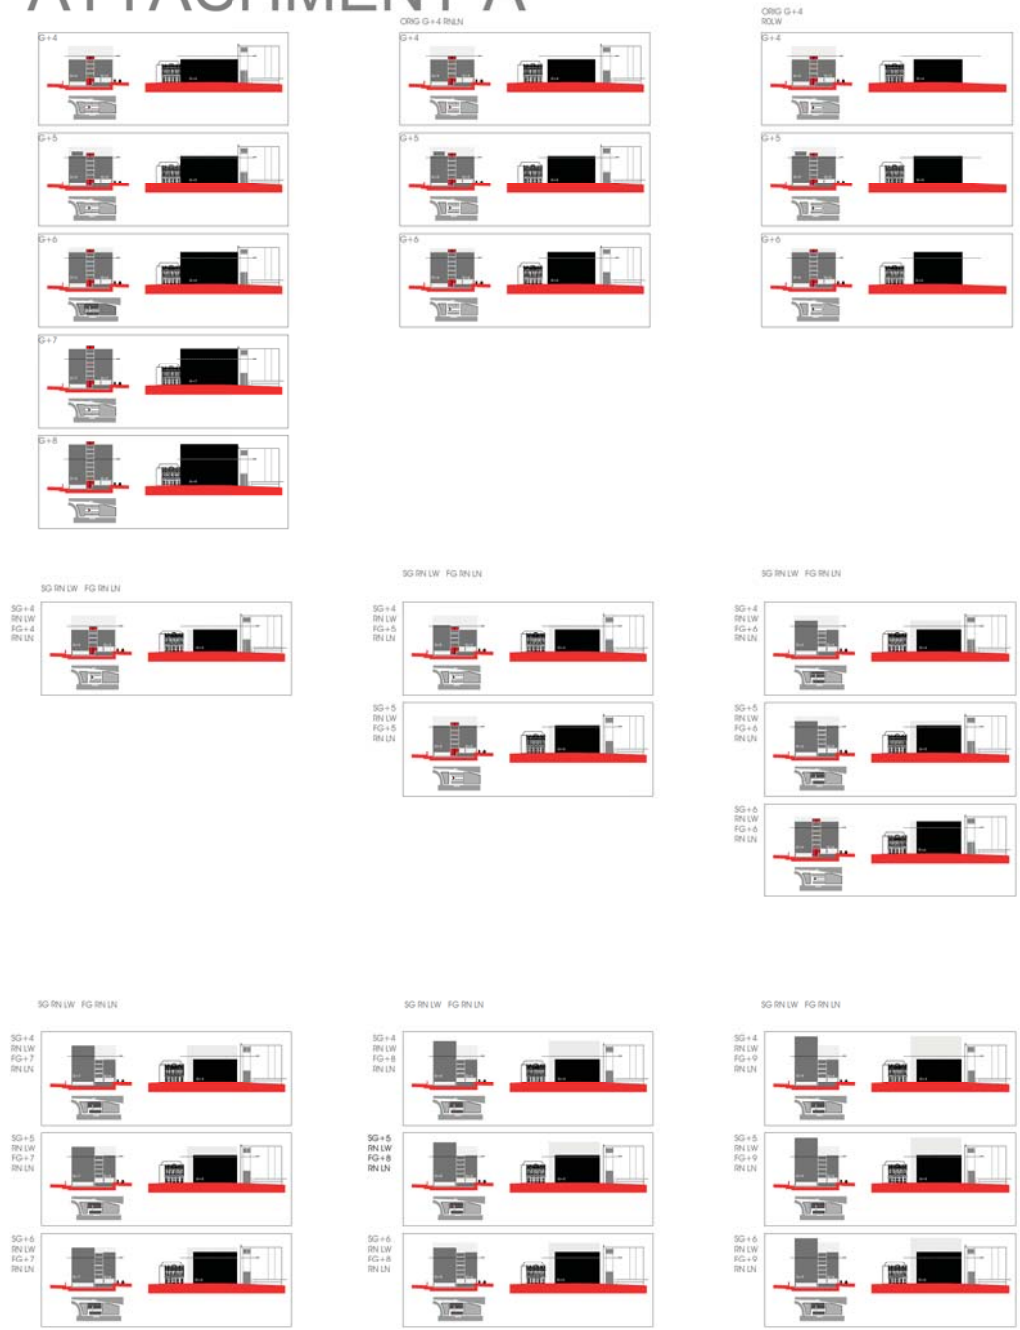 ATTACHMENT A
ORIG G+4 RNLN
ORIG G+4
ROLW
G+4
G+4
G+4
G+5
G+5
G+5
G+6
G+6
G+6
G+7
G+8
SG RN LW FG RN LN
SG RN LW FG RN LN
SG RN LW FG RN LN
SG+4
RN LW
FG+4
RN LN
SG+4
RN LW
FG+5
RN LN
SG+4
RN LW
FG+6
RN LN
SG+5
RN LW
FG+5
RN LN
SG+5
RN LW
FG+6
RN LN
SG+6
RN LW
FG+6
RN LN
SG RN LW FG RN LN
SG RN LW FG RN LN
SG RN LW FG RN LN
SG+4
RN LW
FG+7
RN LN
SG+4
RN LW
FG+8
RN LN
SG+4
RN LW
FG+9
RN LN
SG+5
RN LW
FG+7
RN LN
SG+5
RN LW
FG+8
RN LN
SG+5
RN LW
FG+9
RN LN
SG+6
RN LW
FG+7
RN LN
SG+6
RN LW
FG+8
RN LN
SG+6
RN LW
FG+9
RN LN